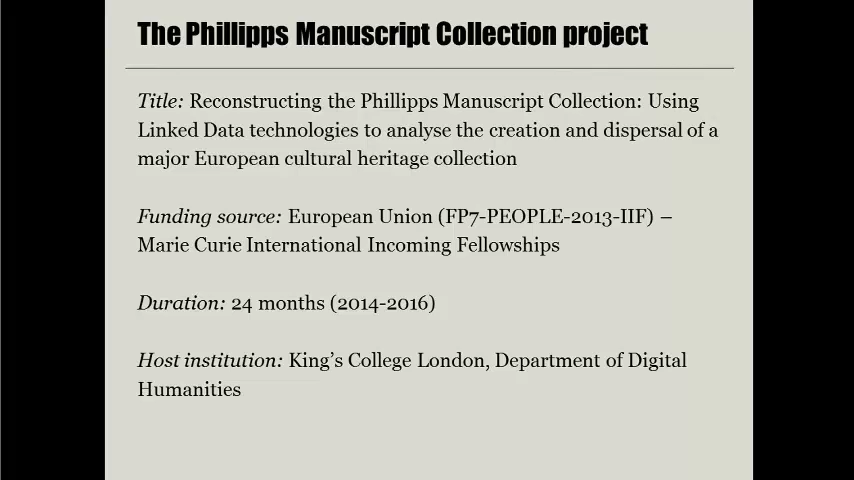 The Phillipps Manuscript Collection project
Title: Reconstructing the Phillipps Manuscript Collection: Using
Linked Data technologies to analyse the creation and dispersal of a
major European cultural heritage collection
Funding source: European Union (FP7-PEOPLE-2013-IIF) –
Marie Curie International Incoming Fellowships
Duration: 24 months (2014-2016)
Host institution: King’s College London, Department of Digital
Humanities